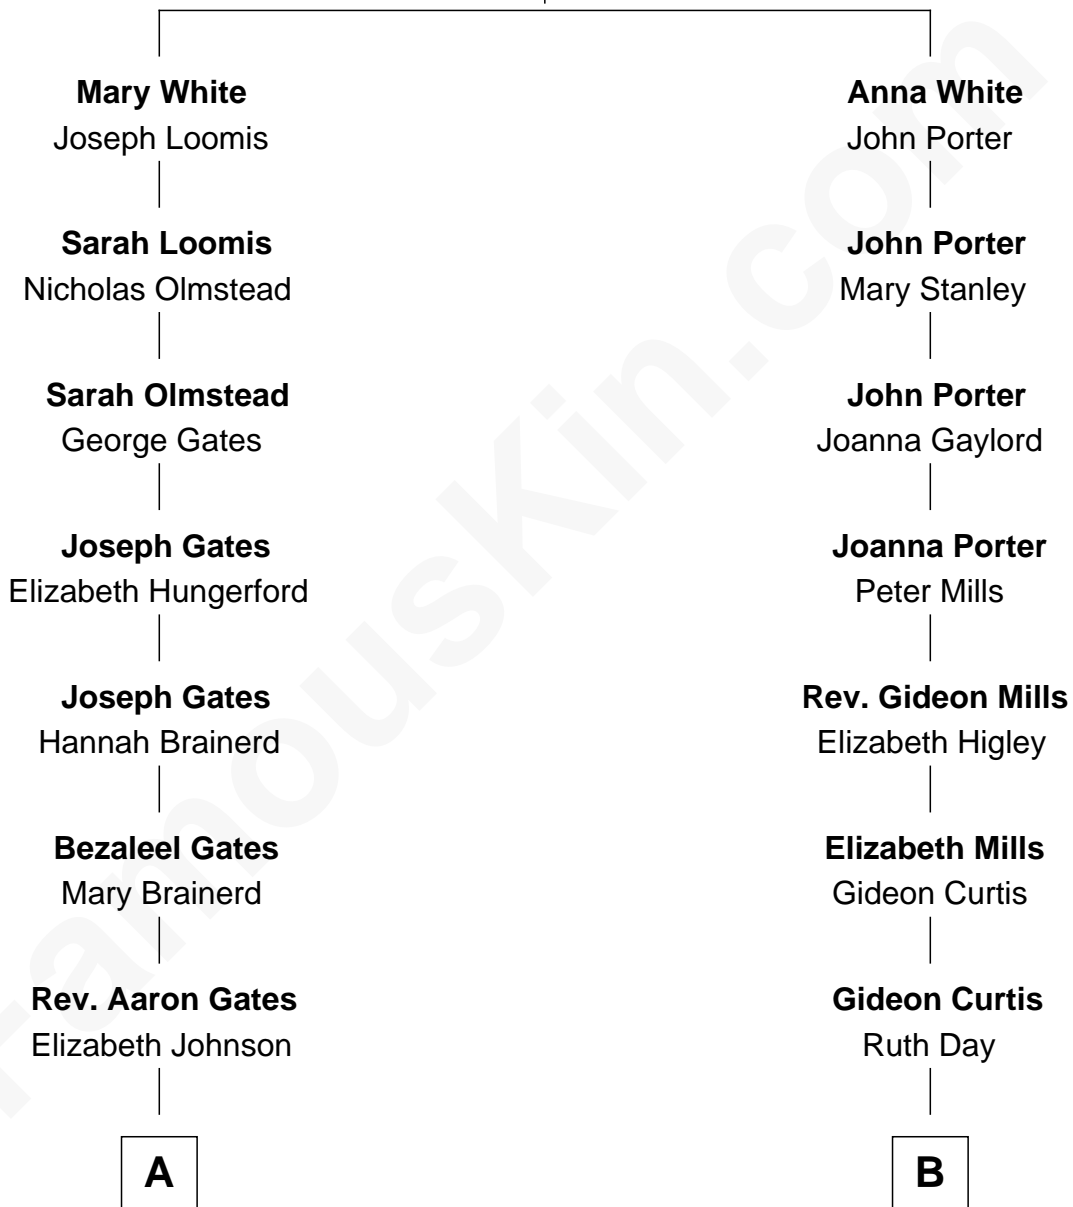 Mary White
Joseph Loomis
Sarah Loomis
Nicholas Olmstead
Sarah Olmstead
George Gates
Joseph Gates
Elizabeth Hungerford
Joseph Gates
Hannah Brainerd
Bezaleel Gates
Mary Brainerd
Rev. Aaron Gates
Elizabeth Johnson
A
Anna White
John Porter
John Porter
Mary Stanley
John Porter
Joanna Gaylord
Joanna Porter
Peter Mills
Rev. Gideon Mills
Elizabeth Higley
Elizabeth Mills
Gideon Curtis
Gideon Curtis
Ruth Day
B
FamousKin.com